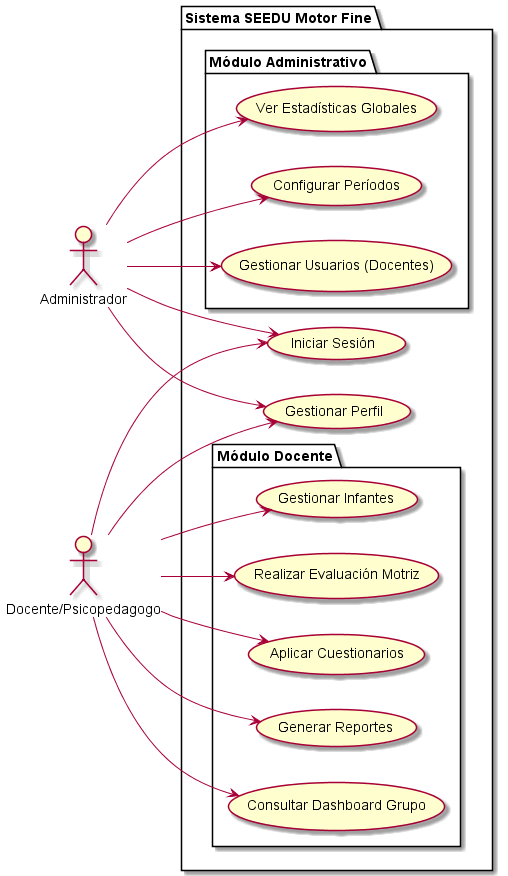 Sistema SEEDU Motor Fine
Módulo Administrativo
Ver Estadísticas Globales
Configurar Períodos
Gestionar Usuarios (Docentes)
Administrador
Iniciar Sesión
Gestionar Perfil
Módulo Docente
Gestionar Infantes
Realizar Evaluación Motriz
Docente/Psicopedagogo
Aplicar Cuestionarios
Generar Reportes
Consultar Dashboard Grupo